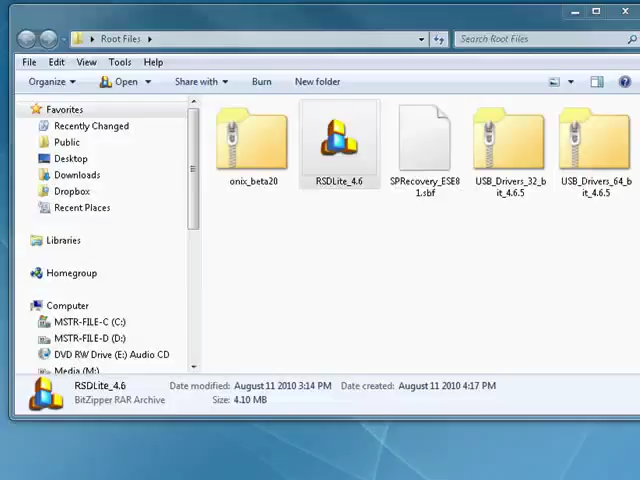 Root Files
Search Root Files
File Edit View Tools Help
Organize Open Share with Burn New folder
Favorites
Recently Changed
Public
Desktop
Downloads
Dropbox
Recent Places
Libraries
Homegroup
Computer
MSTR-FILE-C (C:)
MSTR-FILE-D (D:)
DVD RW Drive (E:) Audio CD
Media (M:)
onix_beta20
RSDLite_4.6
SPRecovery_ESE8
1.sbf
USB_Drivers_32_b
it_4.6.5
USB_Drivers_64_b
it_4.6.5
RSDLite_4.6 Date modified: August 11 2010 3:14 PM Date created: August 11 2010 4:17 PM
BitZipper RAR Archive Size: 4.10 MB